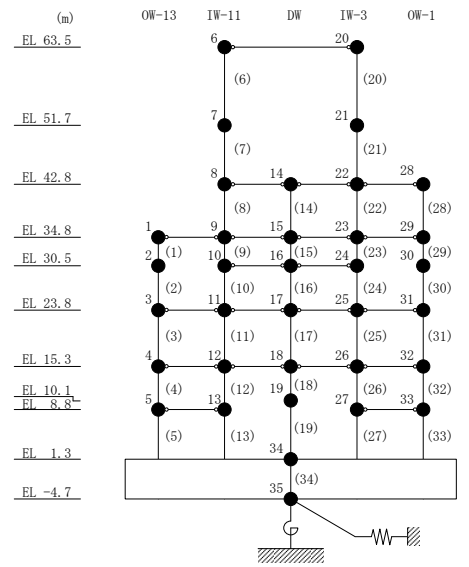 (m) OW-13 IW-11 DW IW-3 OW-1
EL 63.5 6 20
(6) (20)
EL 51.7 7 21
(7) (21)
EL 42.8 8 14 22 28
(8) (14) (22) (28)
EL 34.8 1 9 15 23 29
(1) (9) (15) (23) (29)
EL 30.5 2 10 16 24 30
(2) (10) (16) (24) (30)
EL 23.8 3 11 17 25 31
(3) (11) (17) (25) (31)
EL 15.3 4 12 18 26 32
(4) (12) (18) (26) (32)
EL 10.1 19
EL 8.8 5 13 27 33
(5) (13) (19) (27) (33)
EL 1.3 34
(34)
EL -4.7 35